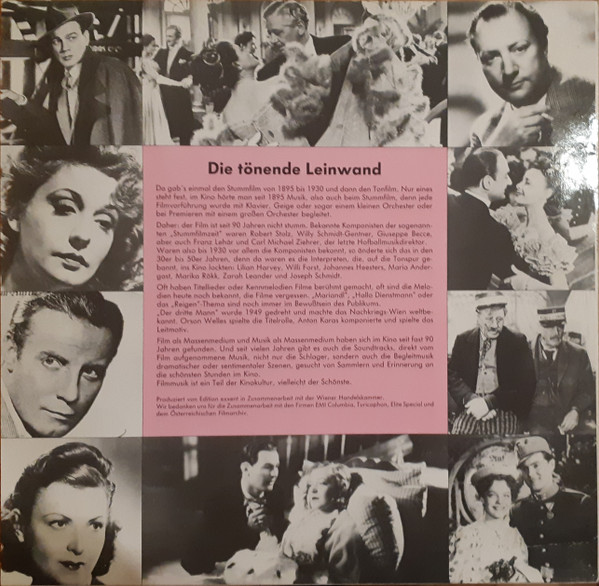 Die tönende Leinwand
Da gab's einmal den Stummfilm von 1895 bis 1930 und dann den Tonfilm. Nur eines
steht fest, im Kino hörte man seit 1895 Musik, also auch beim Stummfilm, denn jede
Filmvorführung wurde mit Klavier, Geige oder sogar einem kleinen Orchester oder
bei Premieren mit einem großen Orchester begleitet.
Daher: der Film ist seit 90 Jahren nicht stumm. Bekannte Komponisten der sogenann-
ten „Stummfilmzeit" waren Robert Stolz, Willy Schmidt-Gentner, Giuseppe Becce,
aber auch Franz Lehár und Carl Michael Ziehrer, der letzte Hofballmusikdirektor.
Waren also bis 1930 vor allem die Komponisten bekannt, so änderte sich das in den
30er bis 50er Jahren, denn da waren es die Interpreten, die, auf die Tonspur ge-
bannt, ins Kino lockten: Lilian Harvey, Willi Forst, Johannes Heesters, Maria Ander-
gast, Marika Rökk, Zarah Leander und Joseph Schmidt.
Oft haben Titellieder oder Kennmelodien Filme berühmt gemacht, oft sind die Melo-
dien heute noch bekannt, die Filme vergessen. „Mariandl", „Hallo Dienstmann" oder
das „Reigen"-Thema sind noch immer im Bewußtsein des Publikums.
„Der dritte Mann" wurde 1949 gedreht und machte das Nachkriegs-Wien weltbe-
kannt. Orson Welles spielte die Titelrolle, Anton Karas komponierte und spielte das
Leitmotiv.
Film als Massenmedium und Musik als Massenmedium haben sich im Kino seit fast 90
Jahren gefunden. Und seit vielen Jahren gibt es auch die Soundtracks, direkt vom
Film aufgenommene Musik, nicht nur die Schlager, sondern auch die Begleitmusik
dramatischer oder sentimentaler Szenen, gesucht von Sammlern und Erinnerung an
die schönsten Stunden im Kino.
Filmmusik ist ein Teil der Kinokultur, vielleicht der Schönste.
Produziert von Edition exxent in Zusammenarbeit mit der Wiener Handelskammer.
Wir bedanken uns für die Zusammenarbeit mit den Firmen EMI Columbia, Turicaphon, Elite Special und
dem Österreichischen Filmarchiv.